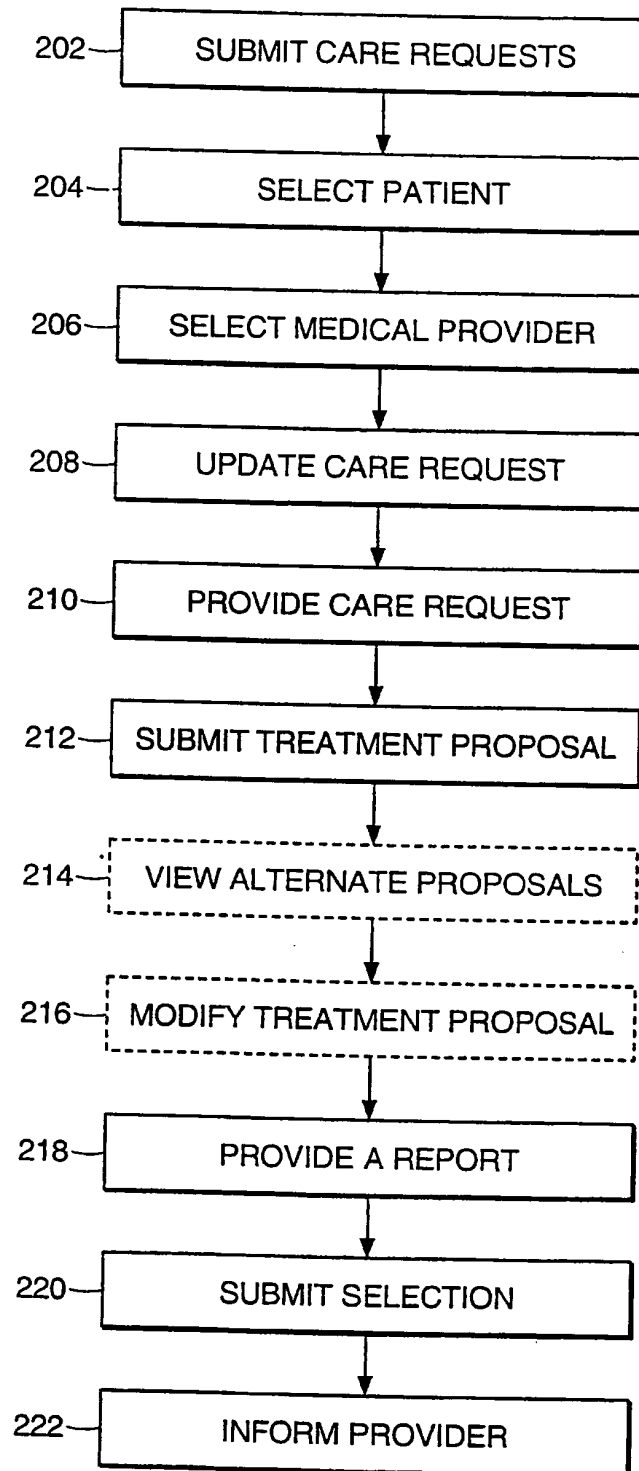 202 SUBMIT CARE REQUESTS
204 SELECT PATIENT
206 SELECT MEDICAL PROVIDER
208 UPDATE CARE REQUEST
210 PROVIDE CARE REQUEST
212 SUBMIT TREATMENT PROPOSAL
214 VIEW ALTERNATE PROPOSALS
216 MODIFY TREATMENT PROPOSAL
218 PROVIDE A REPORT
220 SUBMIT SELECTION
222 INFORM PROVIDER